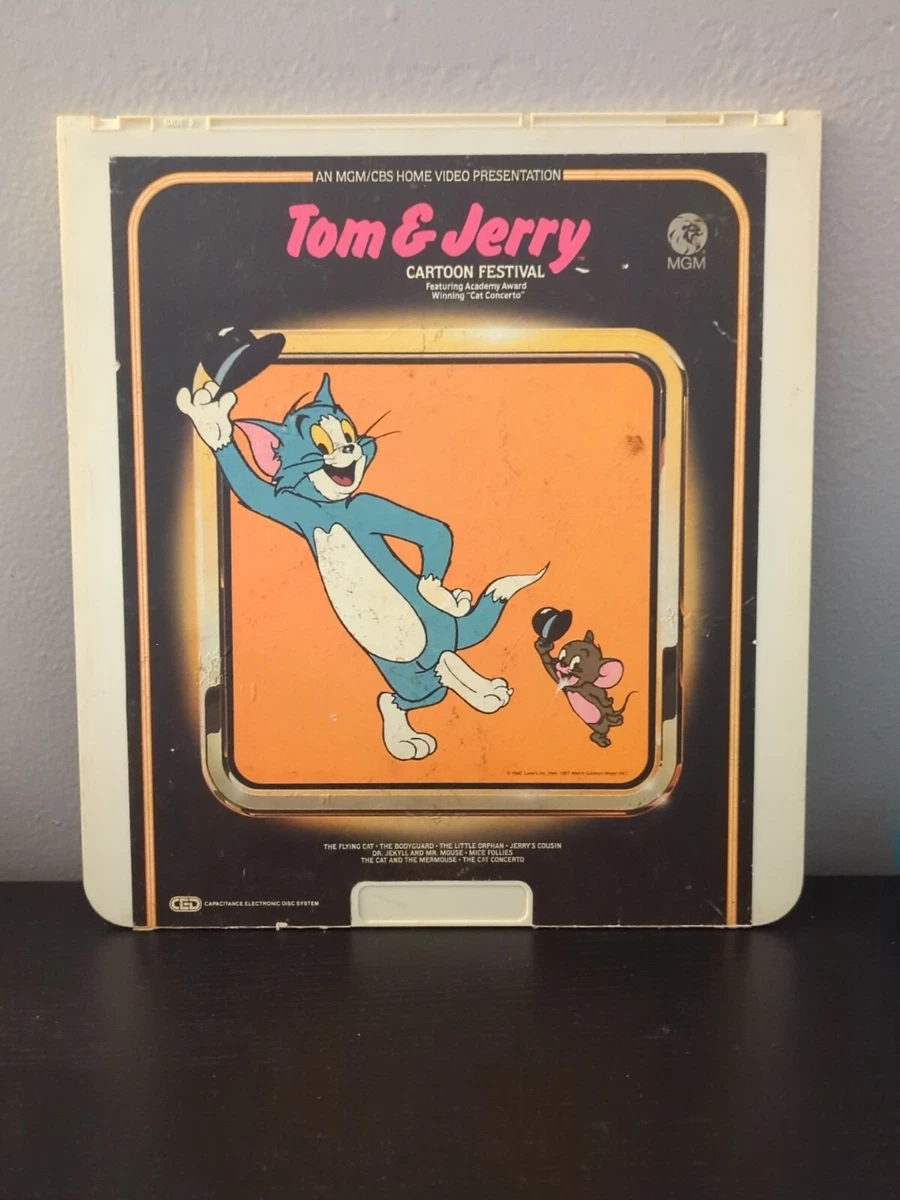 SIDE
AN MGM/CBS HOME VIDEO PRESENTATION
Tom & Jerry
CARTOON FESTIVAL
Featuring Academy Award
Winning "Cat Concerto"
MGM
THE FLYING CAT • THE BODYGUARD • THE LITTLE ORPHAN • JERRY'S COUSIN
DR. JEKYLL AND MR. MOUSE • MICE FOLLIES
THE CAT AND THE MERMOUSE • THE CAT CONCERTO
CED CAPACITANCE ELECTRONIC DISC SYSTEM